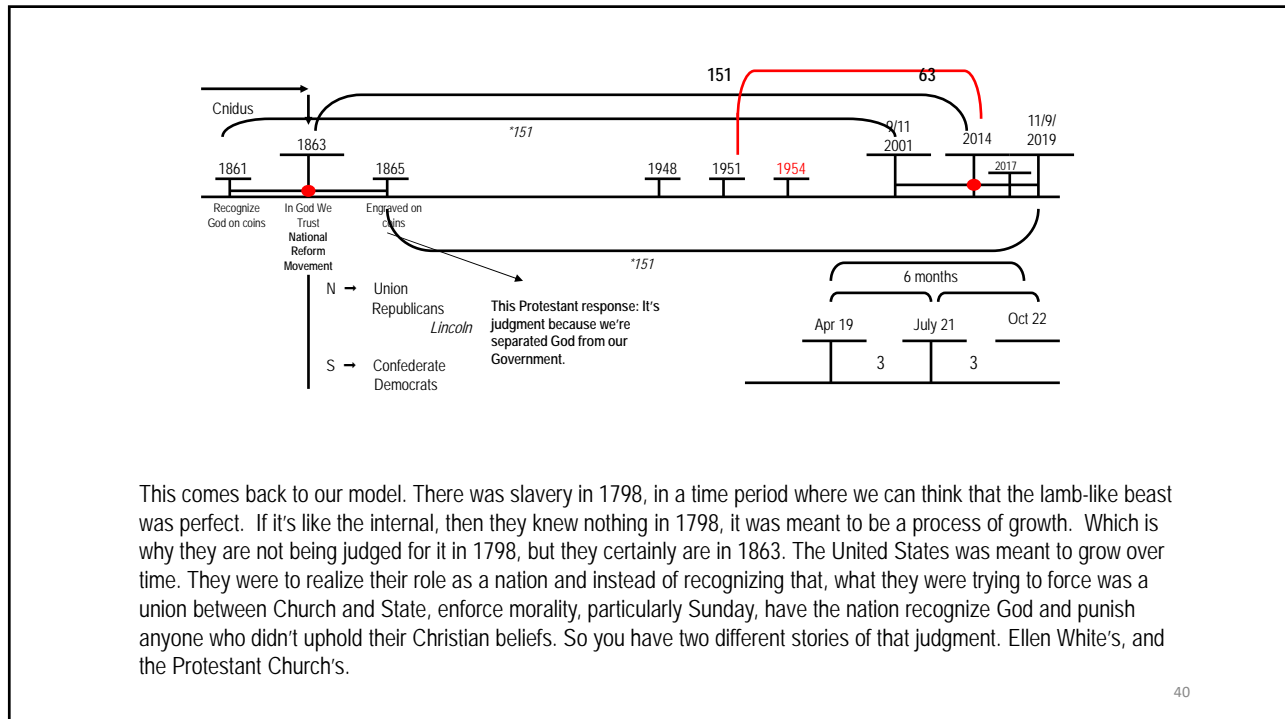 151
63
Cnidus
*151
9/11
2001
2014
11/9/
2019
1863
1861
1865
1948
1951
1954
2017
Recognize
God on coins
In God We
Trust
National
Reform
Movement
Engraved on
coins
*151
N → Union
Republicans
Lincoln
S → Confederate
Democrats
This Protestant response: It's
judgment because we're
separated God from our
Government.
6 months
Apr 19
July 21
Oct 22
3
3
This comes back to our model. There was slavery in 1798, in a time period where we can think that the lamb-like beast
was perfect. If it's like the internal, then they knew nothing in 1798, it was meant to be a process of growth. Which is
why they are not being judged for it in 1798, but they certainly are in 1863. The United States was meant to grow over
time. They were to realize their role as a nation and instead of recognizing that, what they were trying to force was a
union between Church and State, enforce morality, particularly Sunday, have the nation recognize God and punish
anyone who didn't uphold their Christian beliefs. So you have two different stories of that judgment. Ellen White's, and
the Protestant Church's.
40